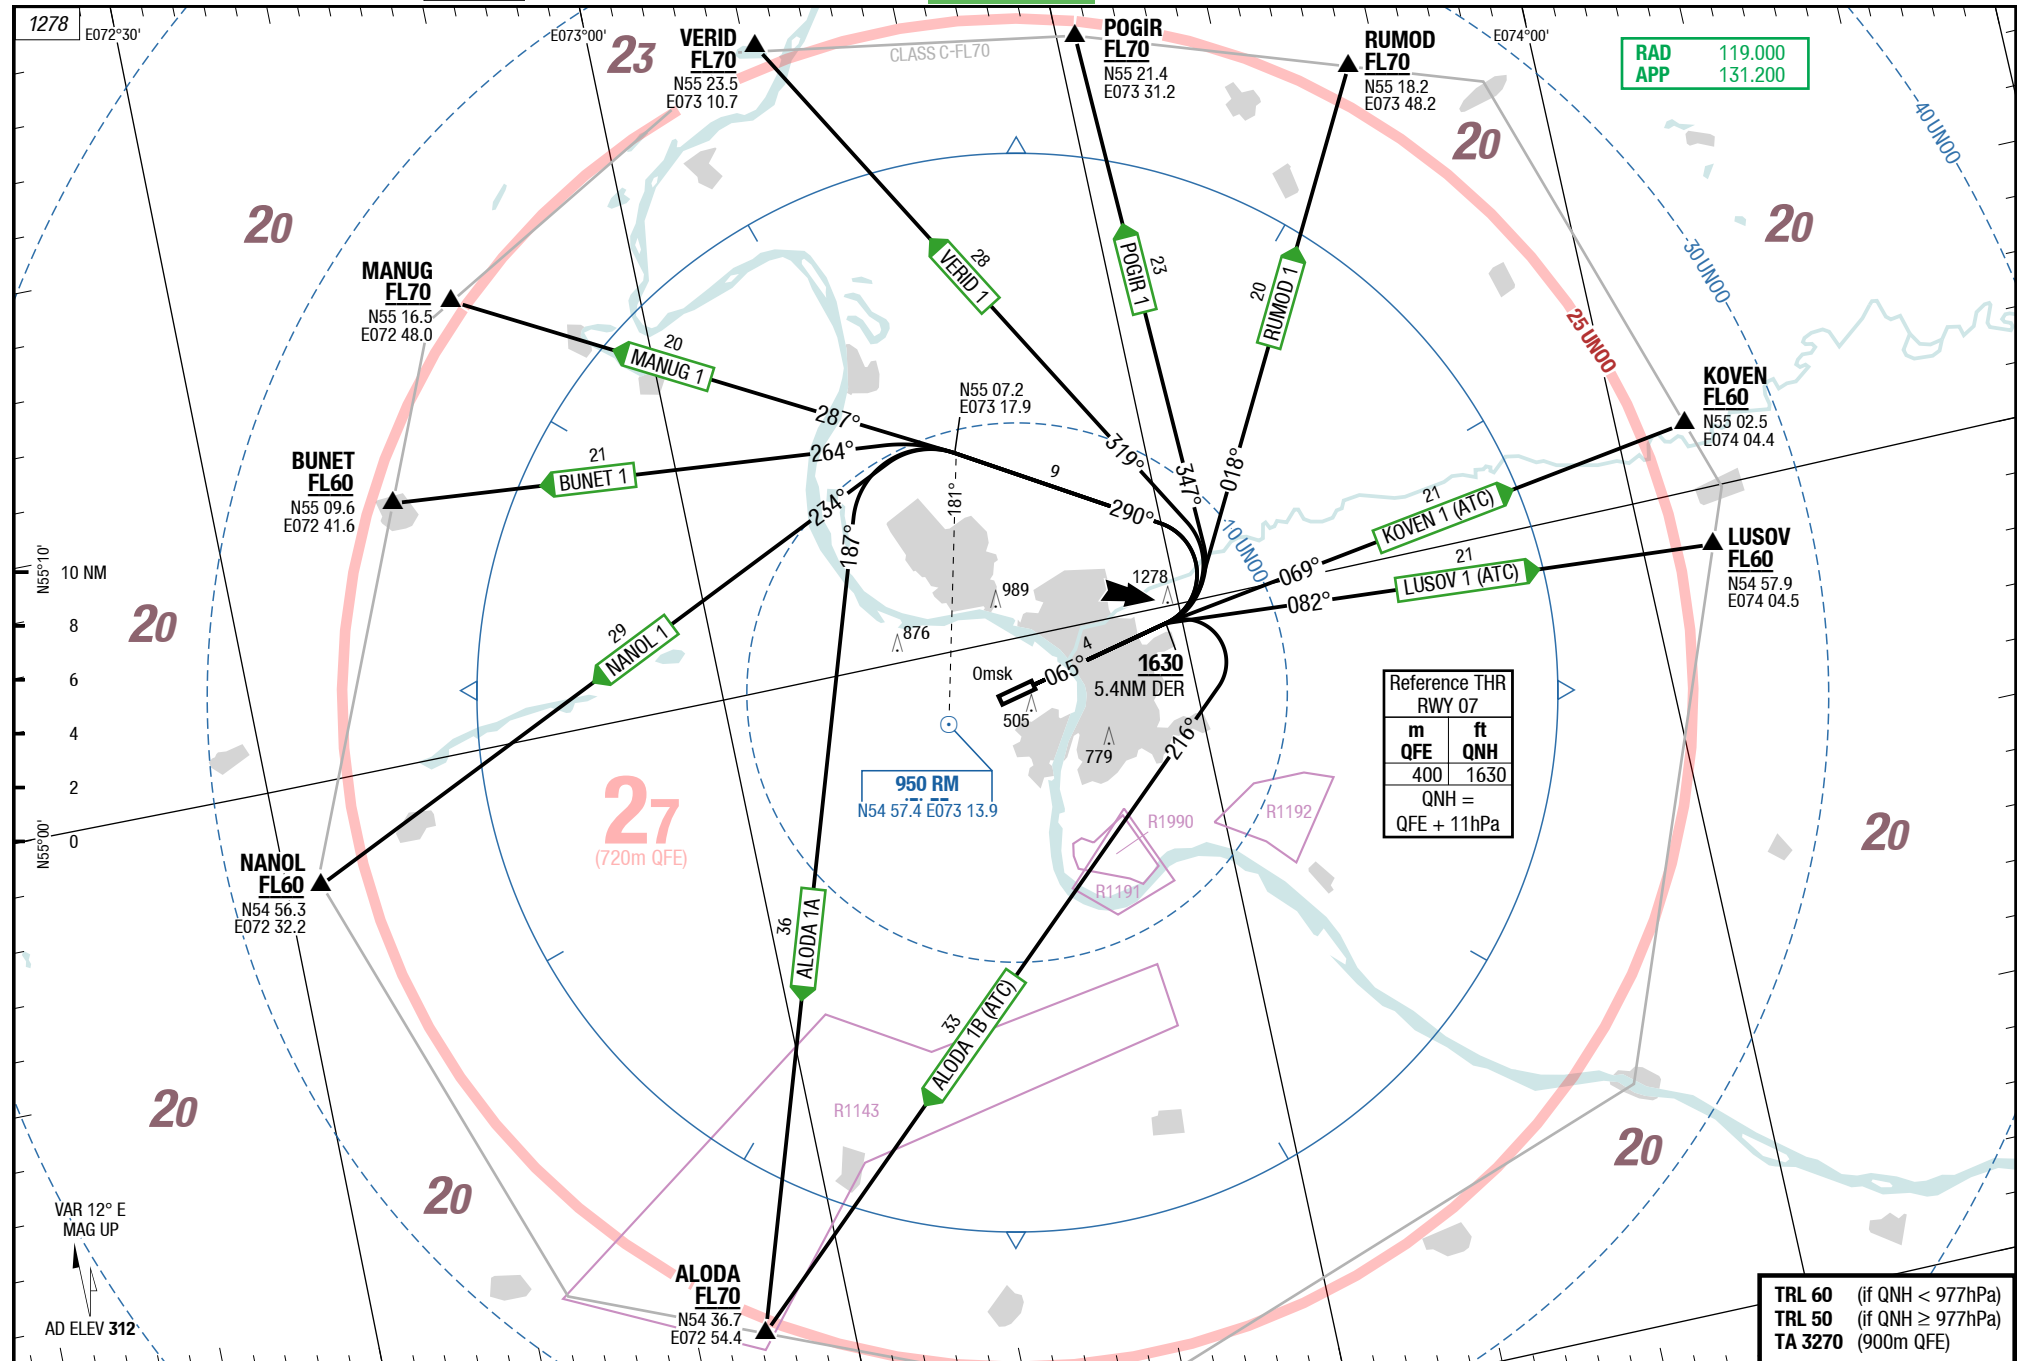 1278
E072°30'
E073°00'
E074°00'
23
VERID
FL70
N55 23.5
E073 10.7
CLASS C-FL70
POGIR
FL70
N55 21.4
E073 31.2
RUMOD
FL70
N55 18.2
E073 48.2
RAD 119.000
APP 131.200
40 UNOO
20
20
20
30 UNOO
25 UNOO
MANUG
FL70
N55 16.5
E072 48.0
28
VERID 1
23
POGIR 1
20
RUMOD 1
20
MANUG 1
KOVEN
FL60
N55 02.5
E074 04.4
N55 07.2
E073 17.9
287°
264°
319°
347°
018°
9
290°
BUNET
FL60
N55 09.6
E072 41.6
21
BUNET 1
234°
187°
181°
10 UNOO
21
KOVEN 1 (ATC)
LUSOV
FL60
N54 57.9
E074 04.5
21
LUSOV 1 (ATC)
069°
082°
N55°10'
10 NM
8
6
4
2
0
N55°00'
20
989
1278
876
29
NANOL 1
Omsk
065°
4
1630
5.4NM DER
505
779
216°
Reference THR
RWY 07
m ft
QFE QNH
400 1630
QNH =
QFE + 11hPa
950 RM
N54 57.4 E073 13.9
27
(720m QFE)
R1990
R1191
R1192
20
NANOL
FL60
N54 56.3
E072 32.2
36
ALODA 1A
33
ALODA 1B (ATC)
R1143
20
20
20
VAR 12° E
MAG UP
AD ELEV 312
ALODA
FL70
N54 36.7
E072 54.4
TRL 60 (if QNH < 977hPa)
TRL 50 (if QNH ≥ 977hPa)
TA 3270 (900m QFE)